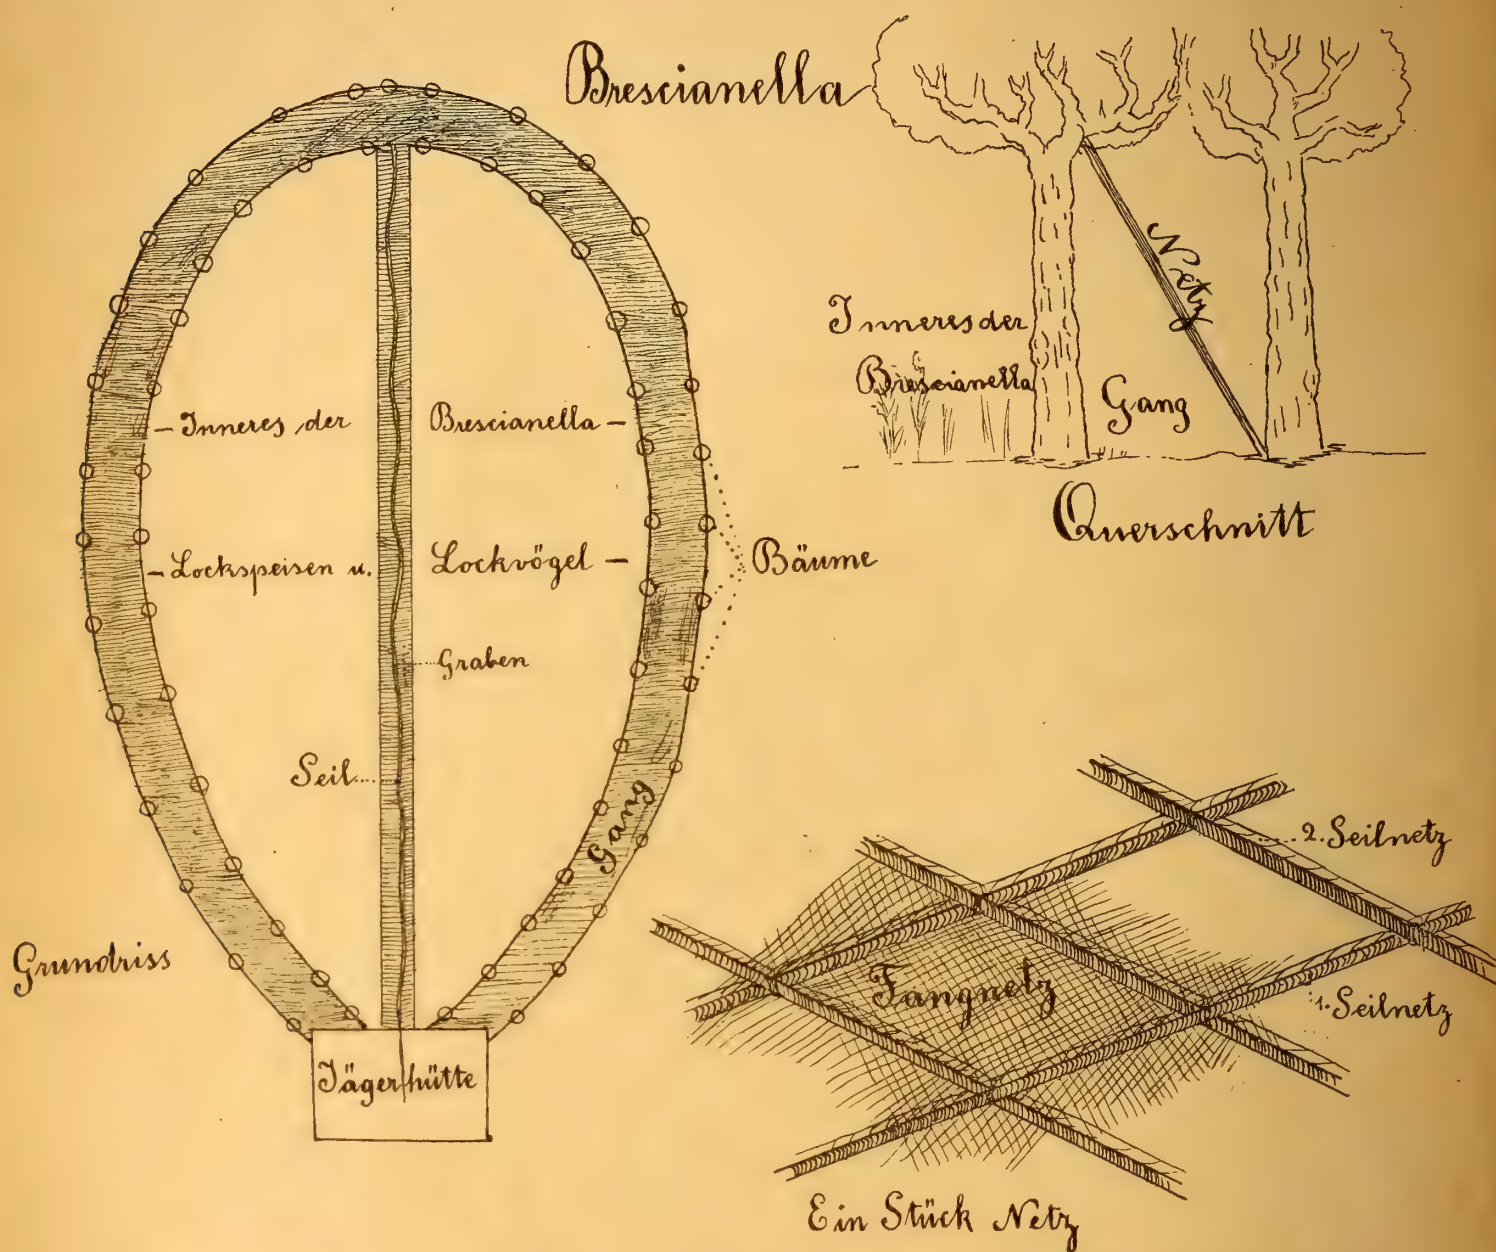 Brescianella
Netz
Inneres der
Brescianella
Gang
Querschnitt
Inneres der Brescianella
Lockspeisen u. Lockvögel
Bäume
Graben
Seil
Gang
Grundriss
Jägerhütte
2. Seilnetz
Fangnetz
1. Seilnetz
Ein Stück Netz